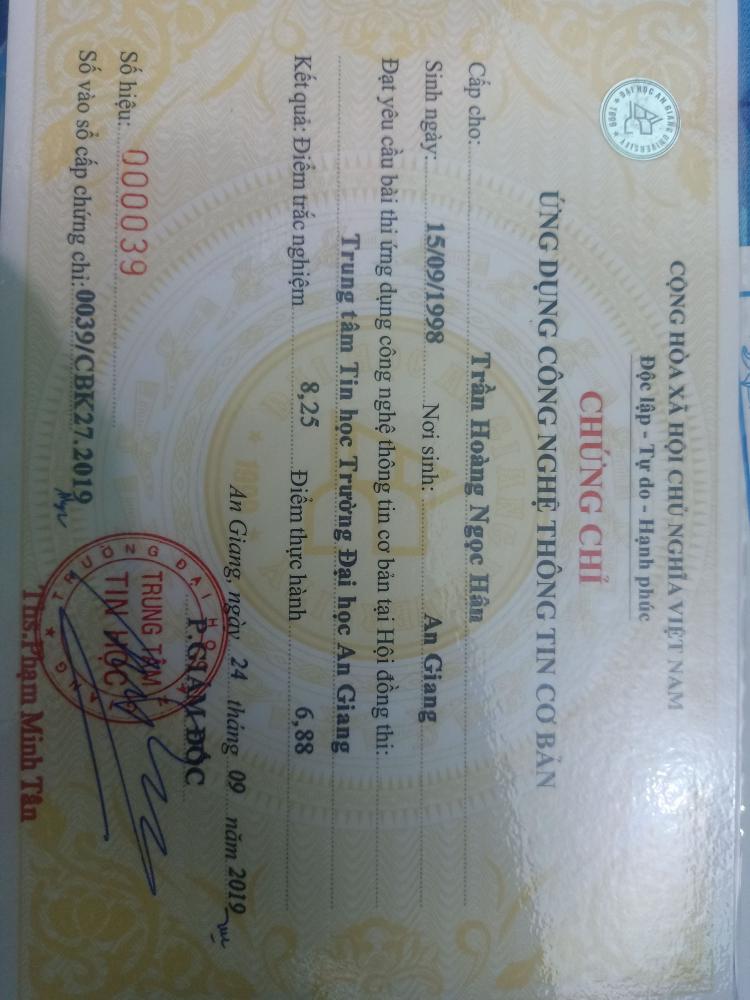 CỘNG HÒA XÃ HỘI CHỦ NGHĨA VIỆT NAM
Độc lập - Tự do - Hạnh phúc
ĐẠI HỌC AN GIANG UNIVERSITY
CHỨNG CHỈ
ỨNG DỤNG CÔNG NGHỆ THÔNG TIN CƠ BẢN
Cấp cho: Trần Hoàng Ngọc Hân
Sinh ngày: 15/09/1998 Nơi sinh: An Giang
Đạt yêu cầu bài thi ứng dụng công nghệ thông tin cơ bản tại Hội đồng thi:
Trung tâm Tin học Trường Đại học An Giang
Kết quả: Điểm trắc nghiệm 8,25 Điểm thực hành 6,88
An Giang, ngày 24 tháng 09 năm 2019
P.GIÁM ĐỐC
TRƯỜNG ĐẠI HỌC
TRUNG TÂM
TIN HỌC
Số hiệu: 000039
Số vào sổ cấp chứng chỉ: 0039/CBK27.2019
Ths.Phạm Minh Tân